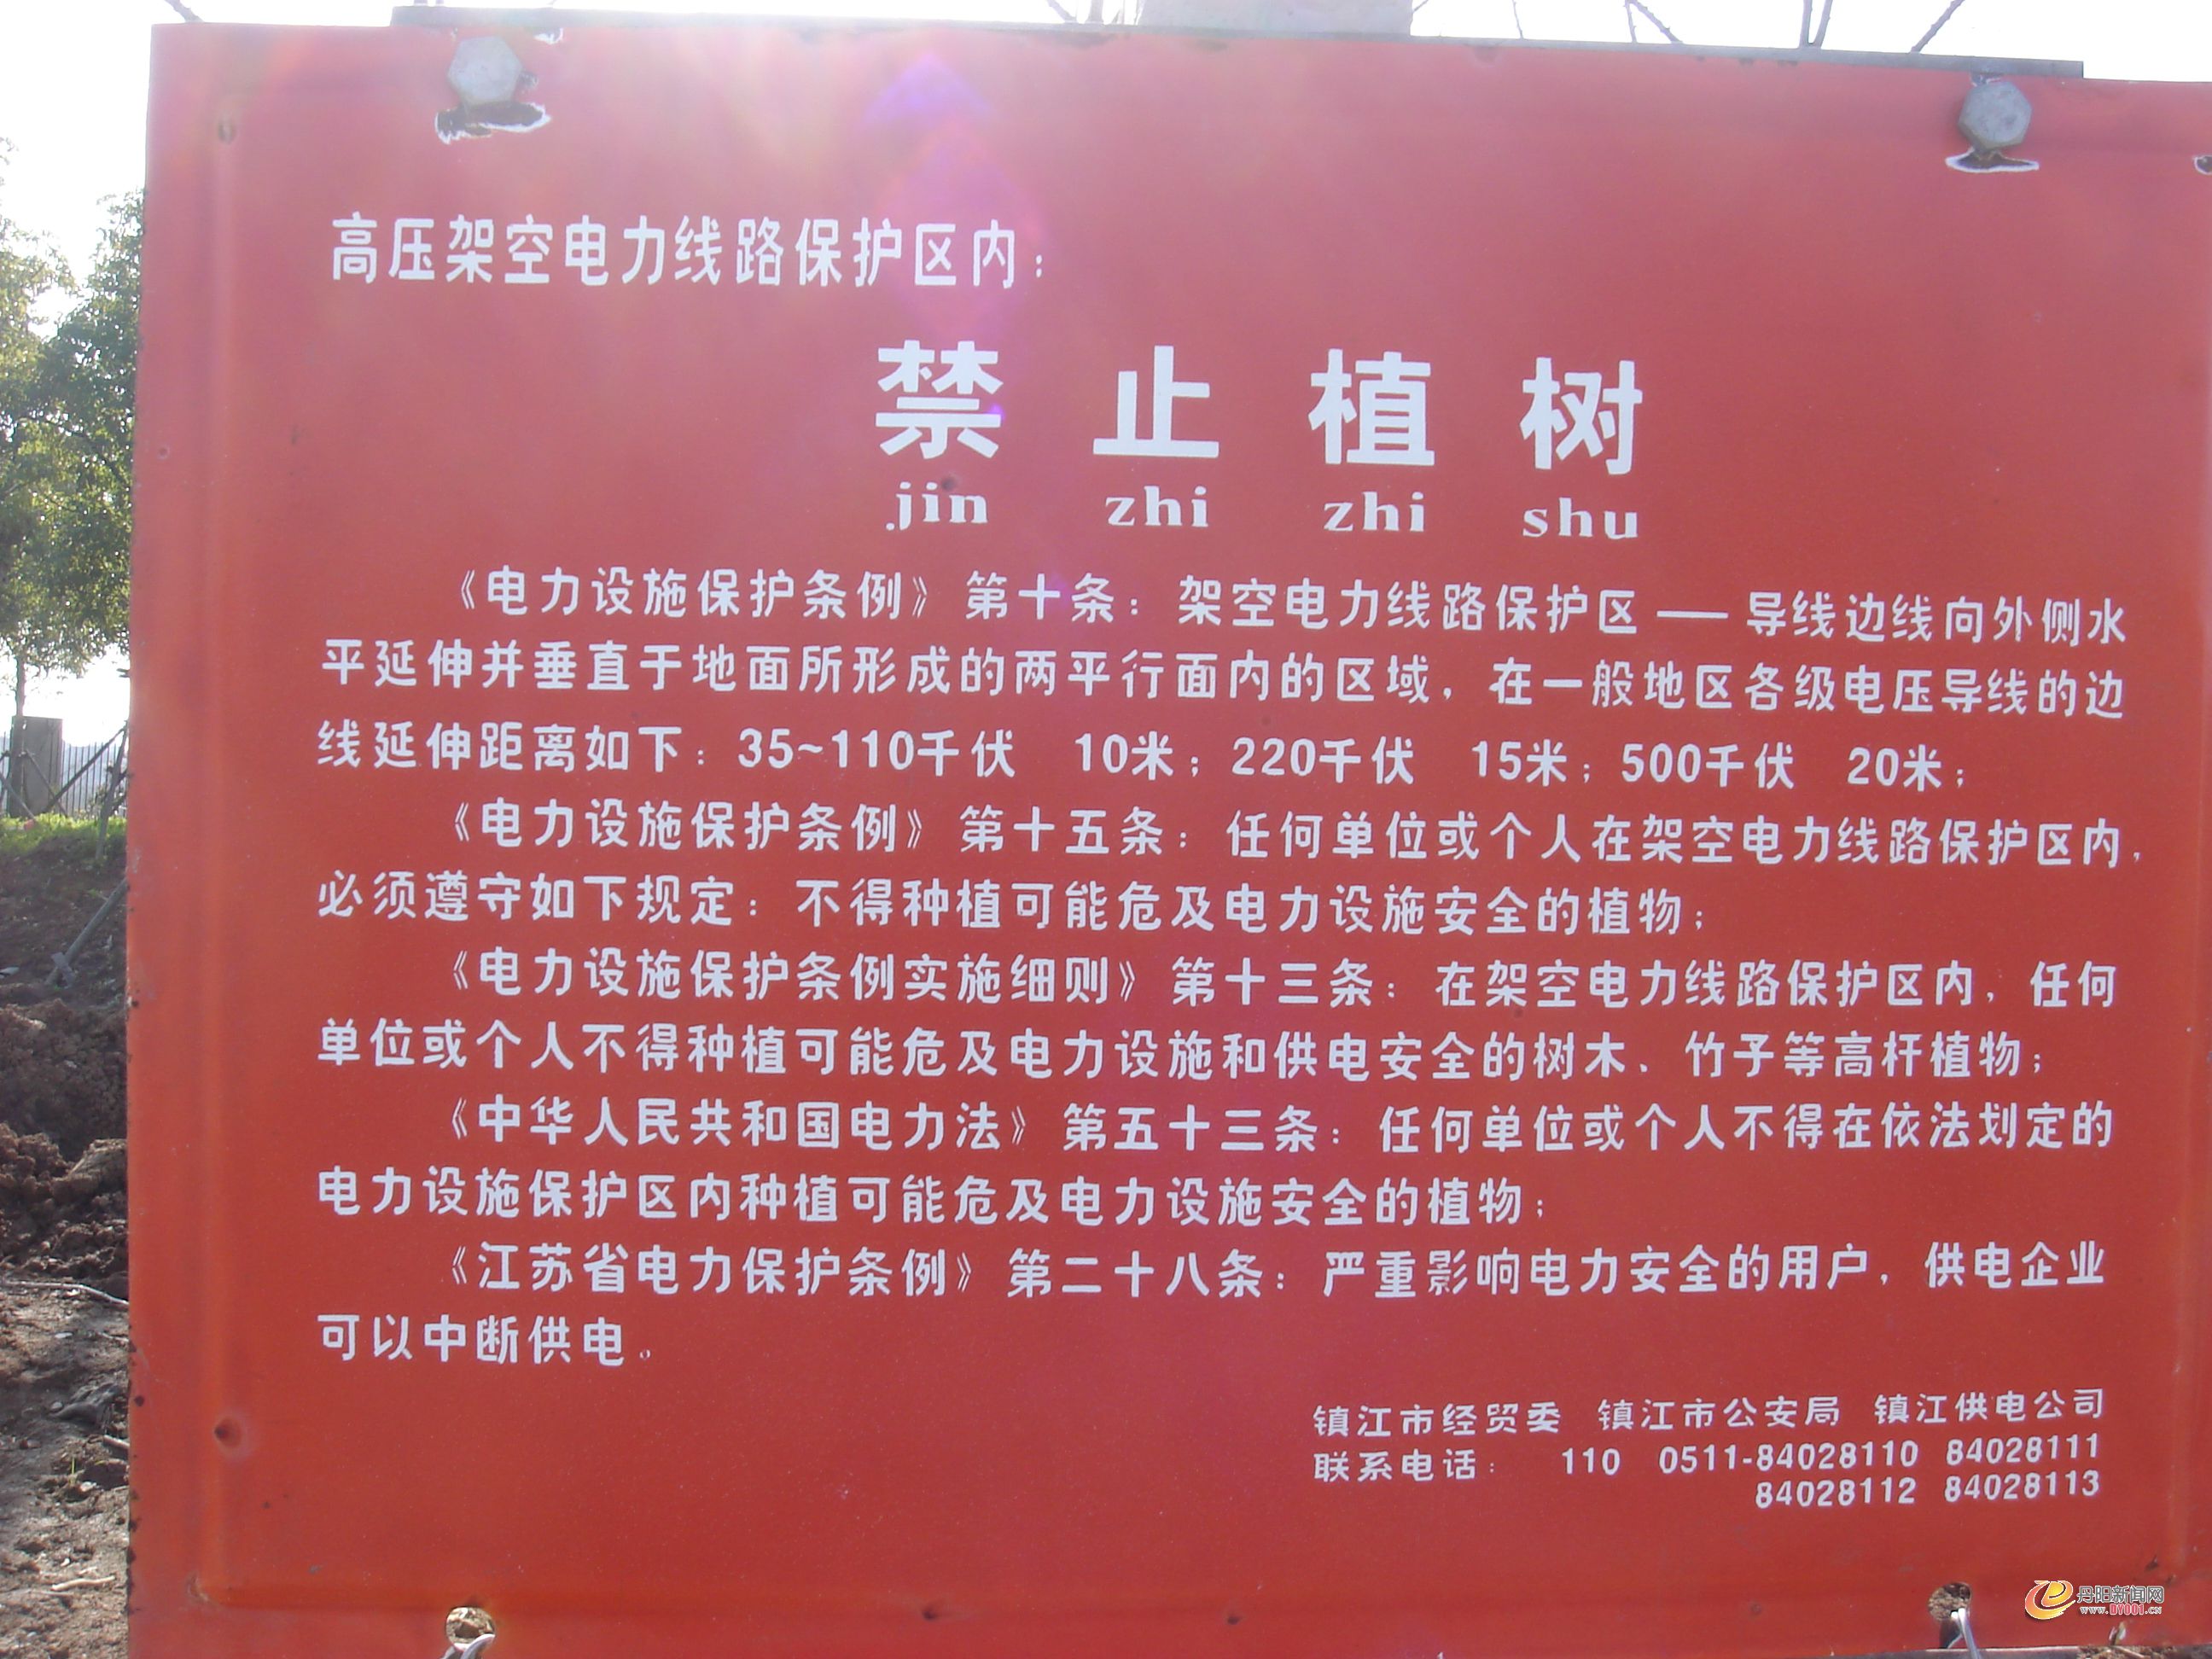 高压架空电力线路保护区内：
禁止植树
jin zhi zhi shu
《电力设施保护条例》第十条：架空电力线路保护区——导线边线向外侧水
平延伸并垂直于地面所形成的两平行面内的区域，在一般地区各级电压导线的边
线延伸距离如下：35~110千伏 10米；220千伏 15米；500千伏 20米；
《电力设施保护条例》第十五条：任何单位或个人在架空电力线路保护区内，
必须遵守如下规定：不得种植可能危及电力设施安全的植物；
《电力设施保护条例实施细则》第十三条：在架空电力线路保护区内，任何
单位或个人不得种植可能危及电力设施和供电安全的树木、竹子等高杆植物；
《中华人民共和国电力法》第五十三条：任何单位或个人不得在依法划定的
电力设施保护区内种植可能危及电力设施安全的植物；
《江苏省电力保护条例》第二十八条：严重影响电力安全的用户，供电企业
可以中断供电。
镇江市经贸委 镇江市公安局 镇江供电公司
联系电话： 110 0511-84028110 84028111
84028112 84028113
丹阳新闻网
www.DY001.CN